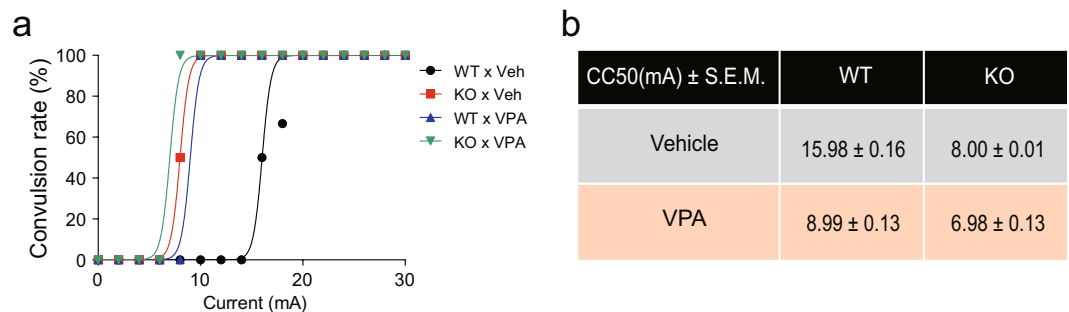 a
Convulsion rate (%)
100
80
60
40
20
0
0 10 20 30
Current (mA)
WT x Veh
KO x Veh
WT x VPA
KO x VPA
b
CC50(mA) ± S.E.M. WT KO
Vehicle 15.98 ± 0.16 8.00 ± 0.01
VPA 8.99 ± 0.13 6.98 ± 0.13